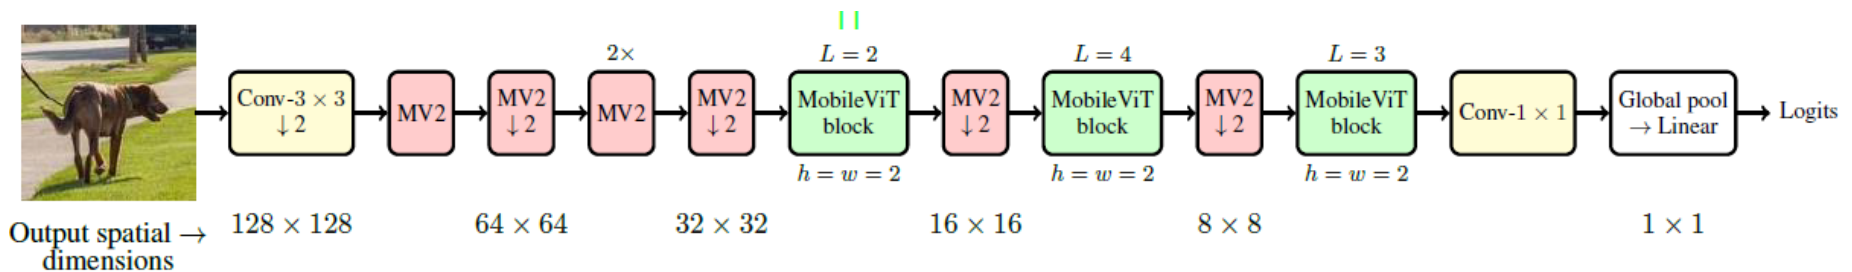 2×
L = 2
L = 4
L = 3
Conv-3 × 3
↓2
MV2
MV2
↓2
MV2
MV2
↓2
MobileViT
block
MV2
↓2
MobileViT
block
MV2
↓2
MobileViT
block
Conv-1 × 1
Global pool
→ Linear
Logits
h = w = 2
h = w = 2
h = w = 2
Output spatial →
dimensions
128 × 128
64 × 64
32 × 32
16 × 16
8 × 8
1 × 1